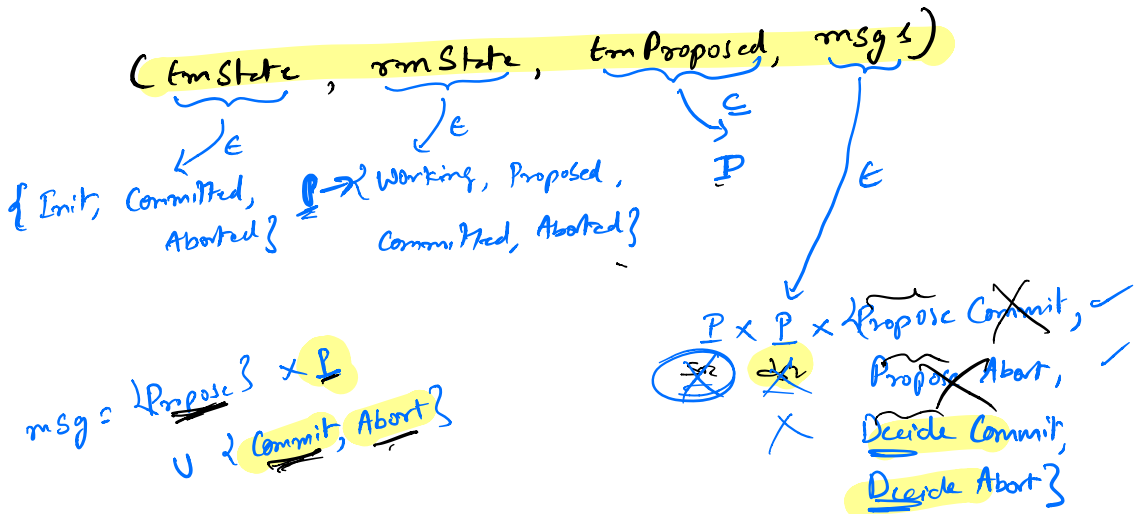 (tmState, rmState, tmProposed, msgs)
∈ ∈ ⊆ ∈
{Init, Committed, Aborted}
P → {Working, Proposed, Committed, Aborted}
P
P × P × {Propose Commit,
Propose Abort,
× Decide Commit,
Decide Abort}
msg = {Propose} × P
∪ {Commit, Abort}